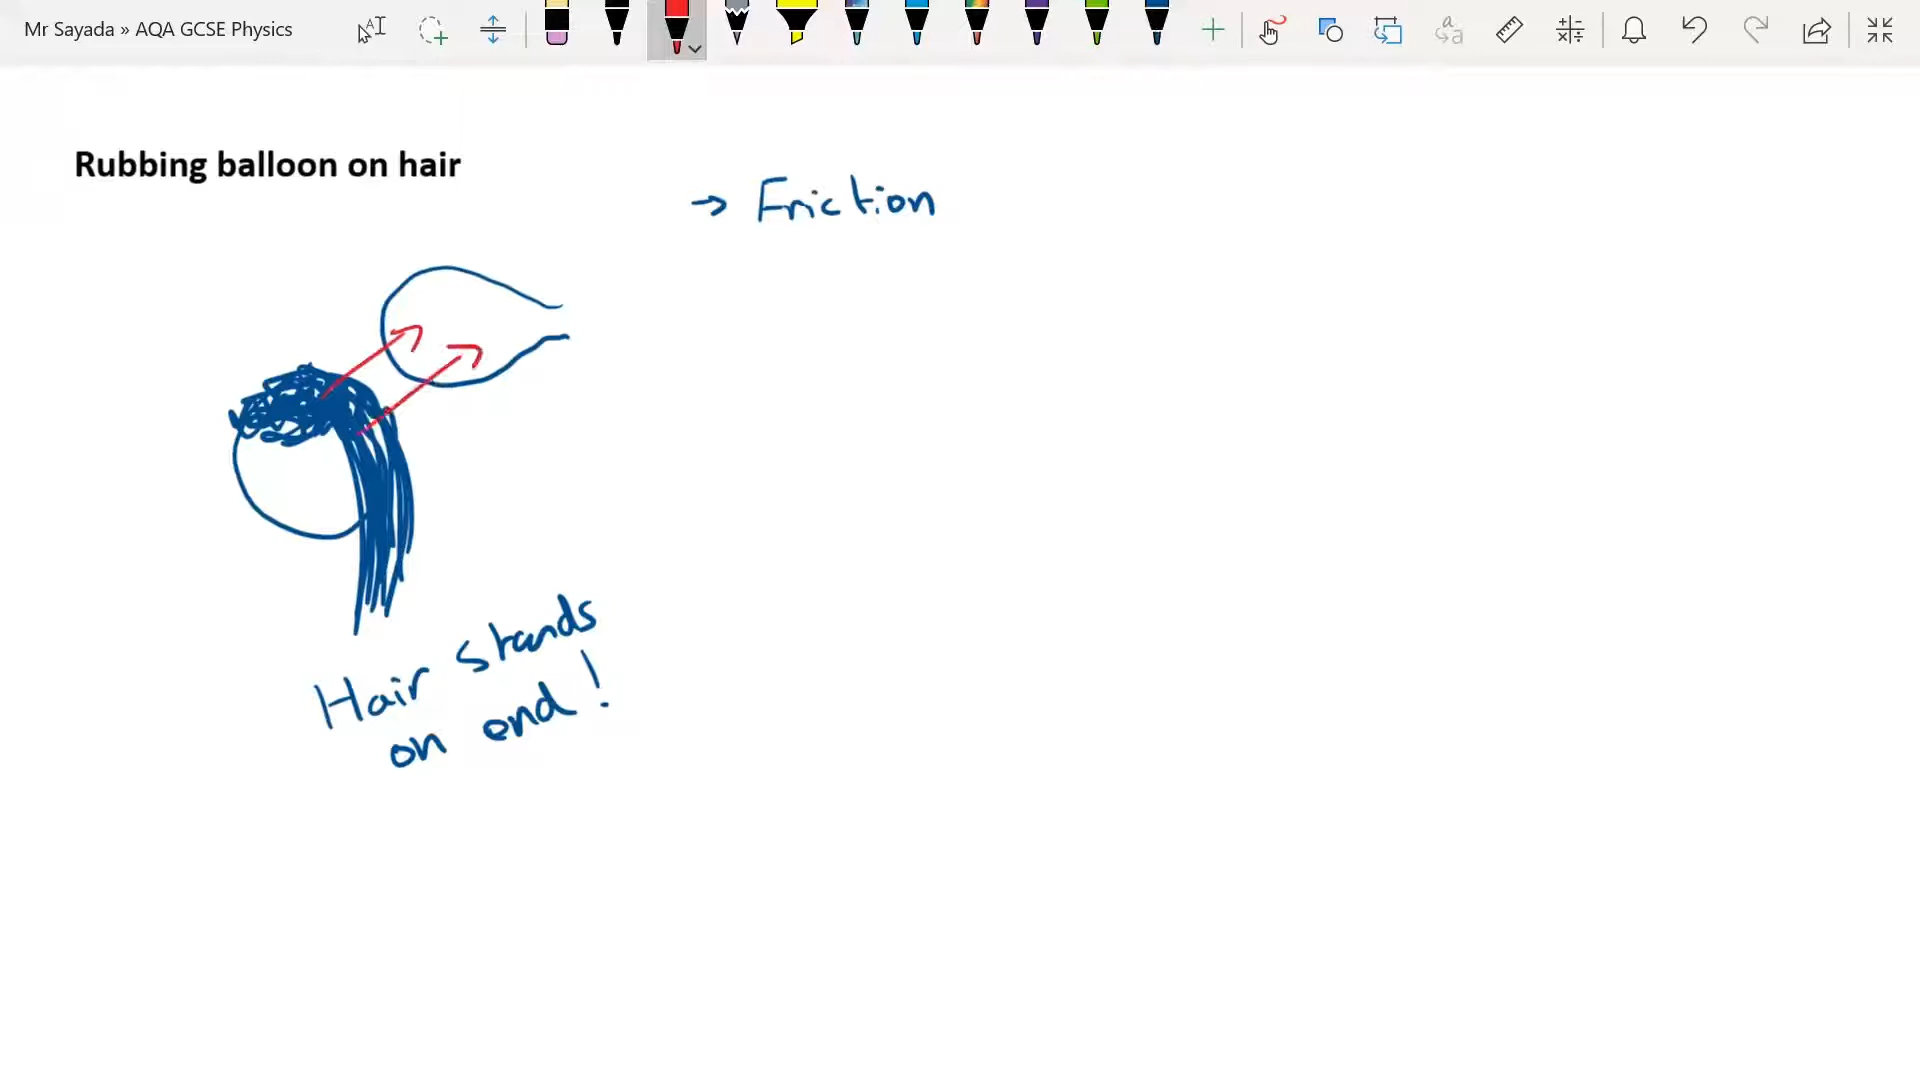 Mr Sayada » AQA GCSE Physics
Rubbing balloon on hair
→ Friction
Hair stands
on end!